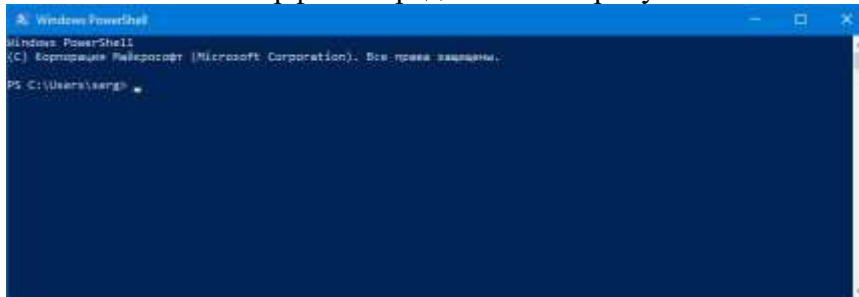 Windows PowerShell
Windows PowerShell
(C) Корпорация Майкрософт (Microsoft Corporation). Все права защищены.
PS C:\Users\serg>